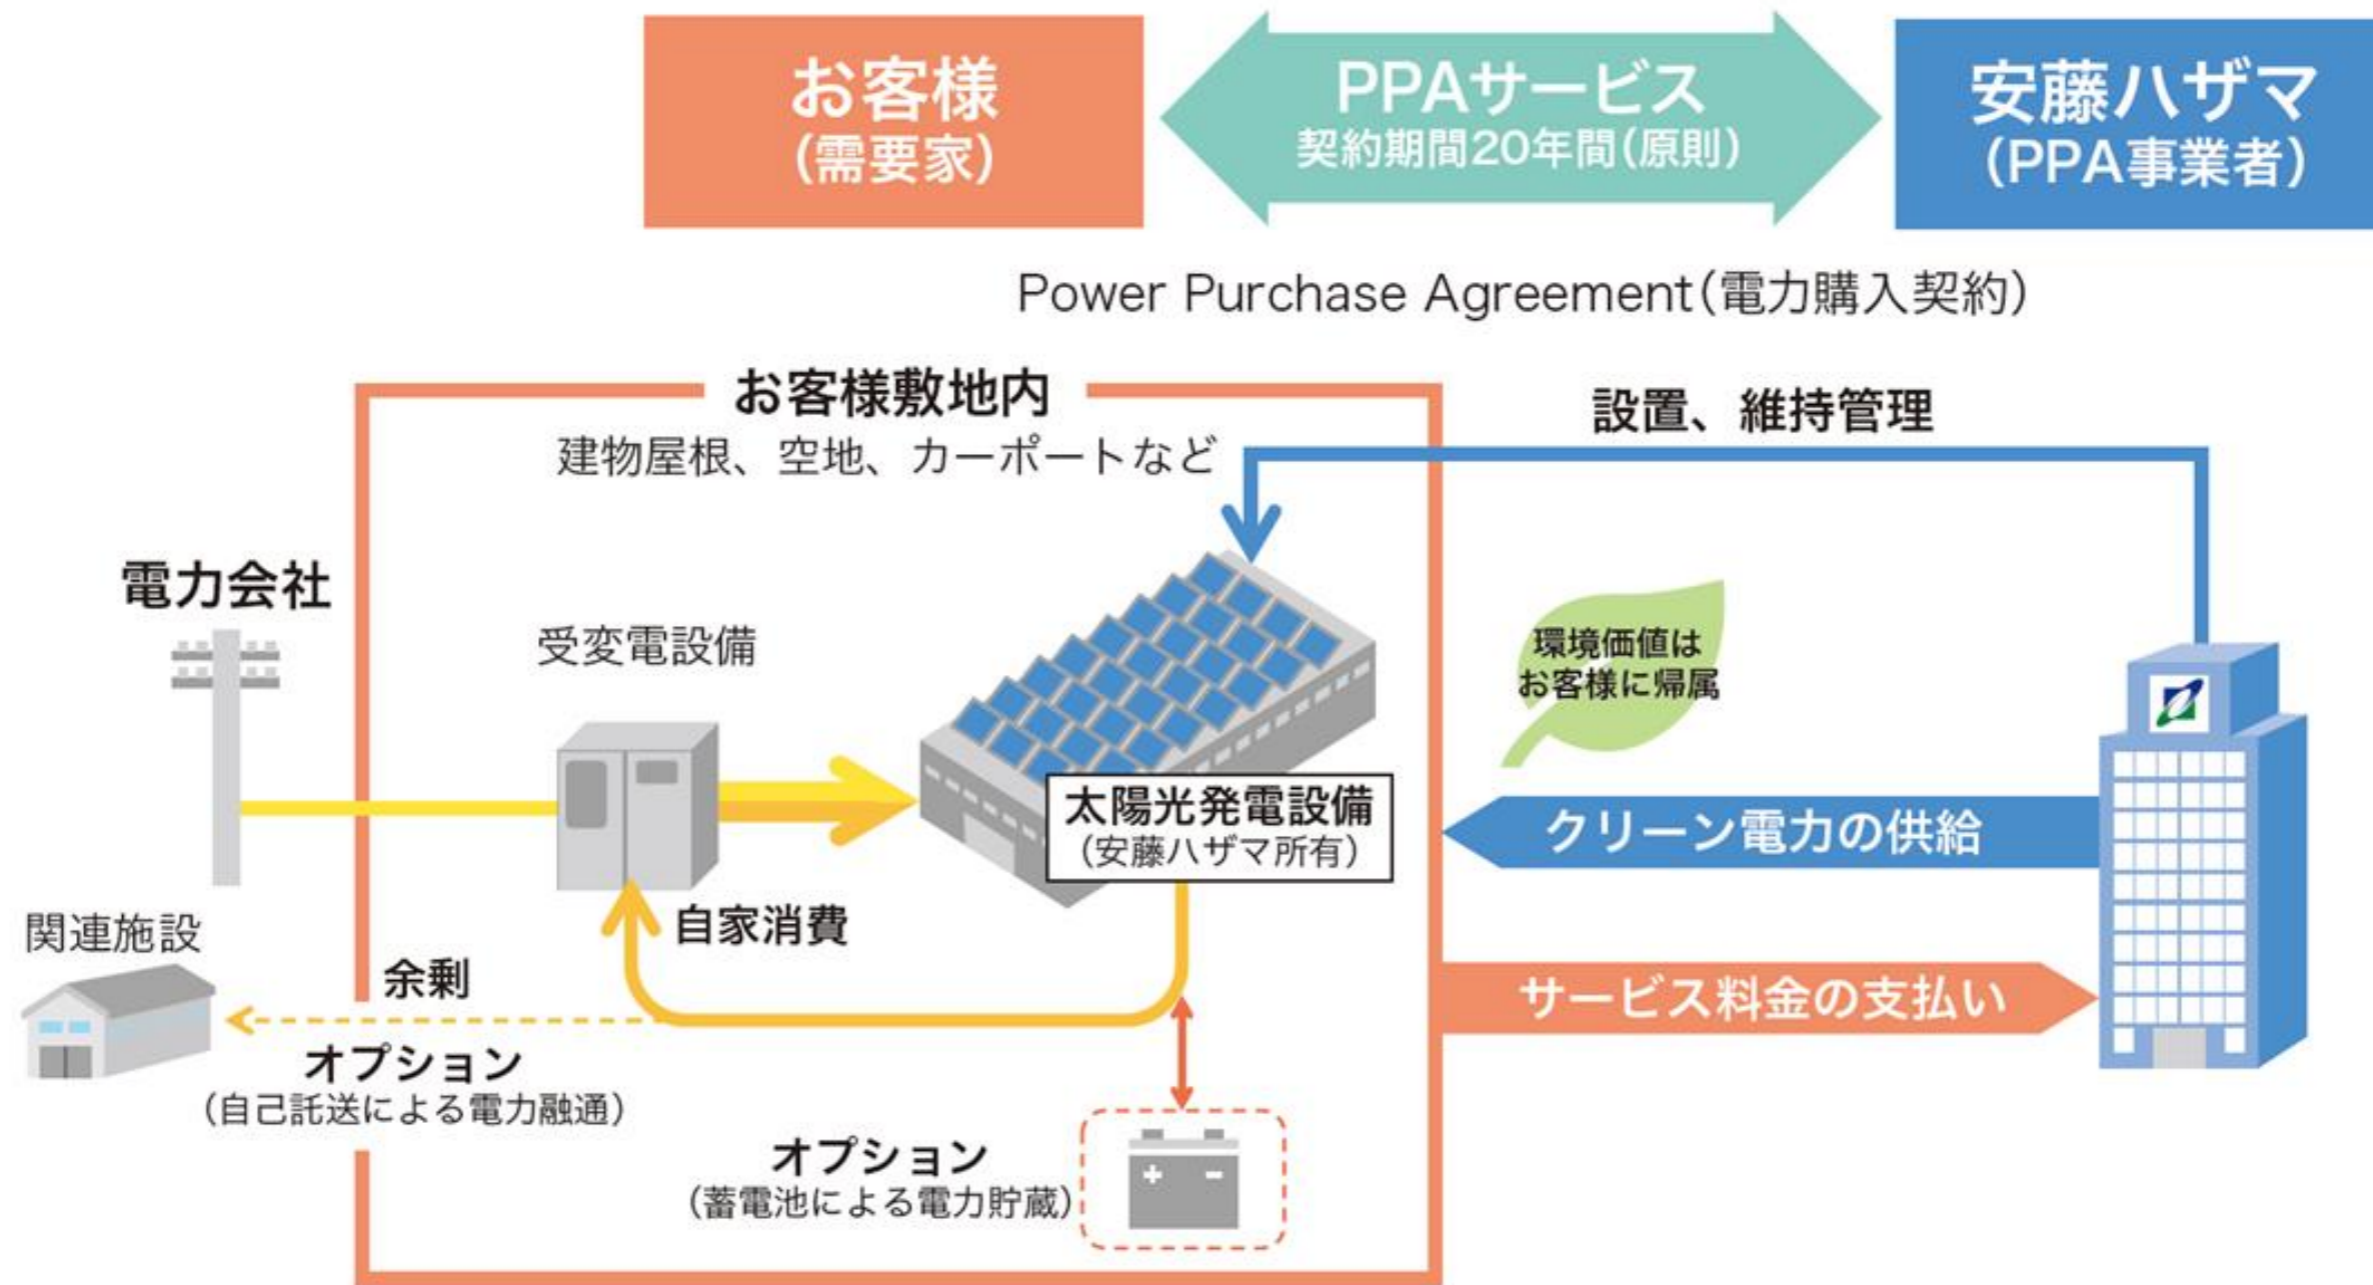 お客様
(需要家)
PPAサービス
契約期間20年間(原則)
安藤ハザマ
(PPA事業者)
Power Purchase Agreement(電力購入契約)
お客様敷地内
建物屋根、空地、カーポートなど
設置、維持管理
電力会社
受変電設備
環境価値は
お客様に帰属
太陽光発電設備
(安藤ハザマ所有)
クリーン電力の供給
自家消費
関連施設
余剰
サービス料金の支払い
オプション
(自己託送による電力融通)
オプション
(蓄電池による電力貯蔵)
+ -